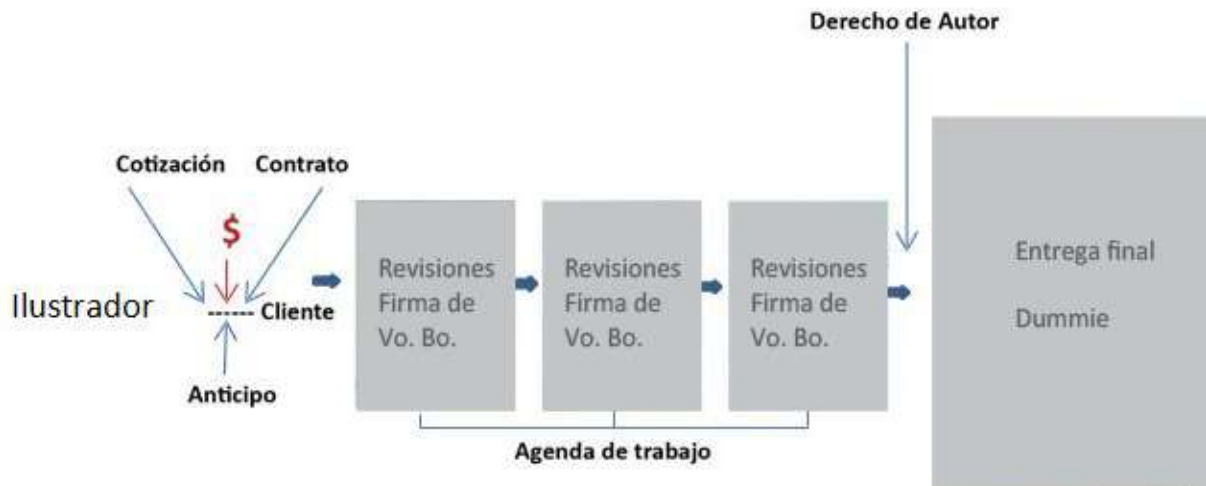 Derecho de Autor
Cotización
Contrato
$
Ilustrador
------
Cliente
Anticipo
Revisiones
Firma de
Vo. Bo.
Revisiones
Firma de
Vo. Bo.
Revisiones
Firma de
Vo. Bo.
Agenda de trabajo
Entrega final
Dummie